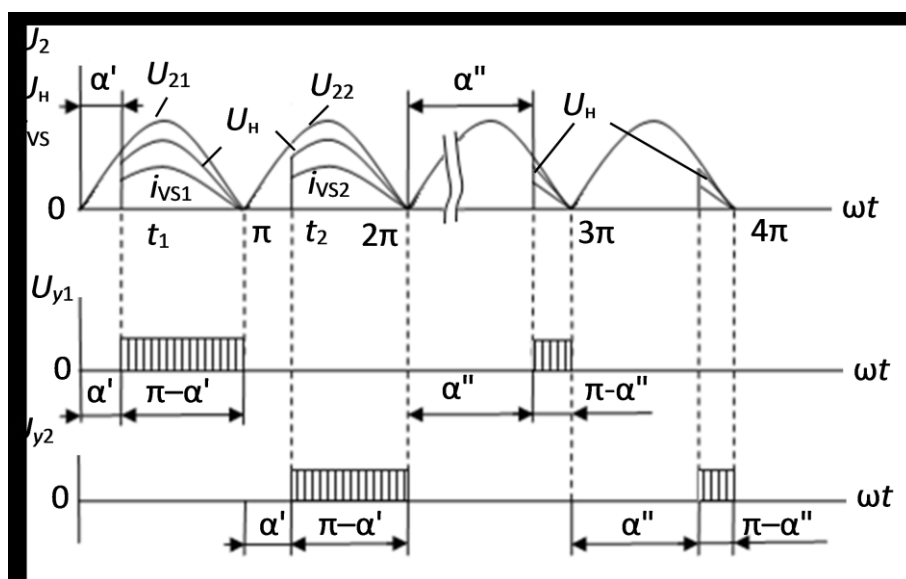 U₂
α' U₂₁ U₂₂ α"
Uн Uн Uн
iVS
iVS1 iVS2
0 ωt
t₁ π t₂ 2π 3π 4π
Uy1
0 ωt
α' π–α' α" π-α"
Uy2
0 ωt
α' π–α' α" π–α"